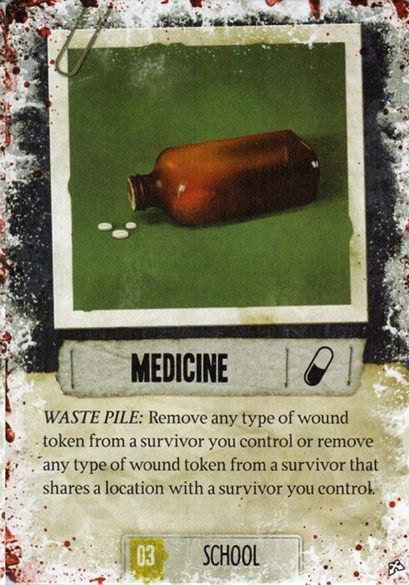 MEDICINE
WASTE PILE: Remove any type of wound
token from a survivor you control or remove
any type of wound token from a survivor that
shares a location with a survivor you control.
03 SCHOOL